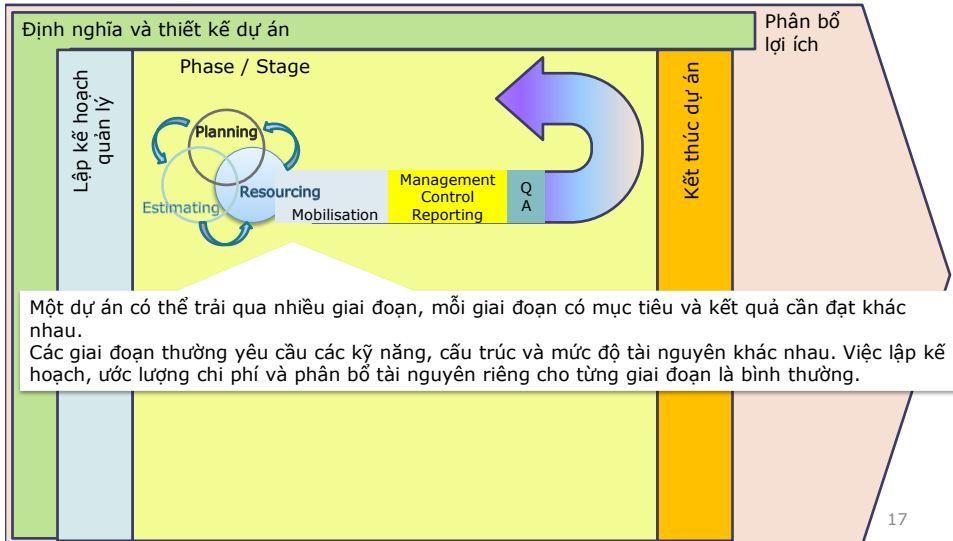 Định nghĩa và thiết kế dự án
Phân bổ
lợi ích
Lập kế hoạch
quản lý
Phase / Stage
Planning
Resourcing
Estimating
Mobilisation
Management
Control
Reporting
Q
A
Kết thúc dự án
Một dự án có thể trải qua nhiều giai đoạn, mỗi giai đoạn có mục tiêu và kết quả cần đạt khác
nhau.
Các giai đoạn thường yêu cầu các kỹ năng, cấu trúc và mức độ tài nguyên khác nhau. Việc lập kế
hoạch, ước lượng chi phí và phân bổ tài nguyên riêng cho từng giai đoạn là bình thường.
17